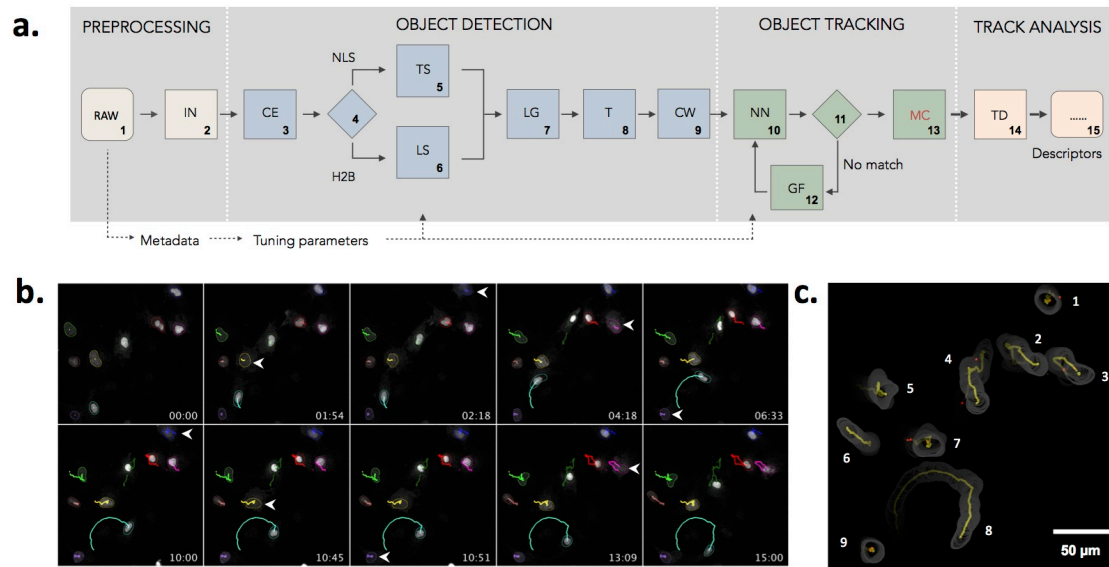 a.
PREPROCESSING
OBJECT DETECTION
OBJECT TRACKING
TRACK ANALYSIS
RAW
1
IN
2
CE
3
4
NLS
TS
5
H2B
LS
6
LG
7
T
8
CW
9
NN
10
11
No match
GF
12
MC
13
TD
14
......
15
Descriptors
Metadata
Tuning parameters
b.
00:00
01:54
02:18
04:18
06:33
10:00
10:45
10:51
13:09
15:00
c.
1
2
3
4
5
6
7
8
9
50 μm